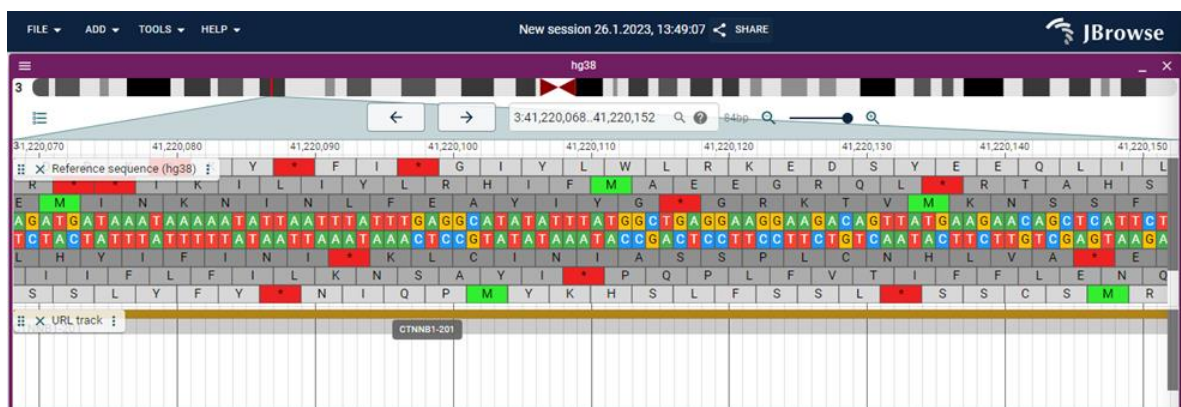 FILE ADD TOOLS HELP New session 26.1.2023, 13:49:07 SHARE JBrowse
hg38
3
3:41,220,068..41,220,152 84bp
31,220,070 41,220,080 41,220,090 41,220,100 41,220,110 41,220,120 41,220,130 41,220,140 41,220,150
Reference sequence (hg38) Y * F I * G I Y L W L R K E D S Y E E Q L I L
R * * I K I L I Y L R H I F M A E E G R Q L * R T A H S
E M I N K N I N L F E A Y I Y G * G R K T V M K N S S F
AGATGATAAATAAAAATATTAATTTATTTGAGGCATATATTTATGGCTGAGGAAGGAAGACAGTTATGAAGAACAGCTCATTCT
TCTACTATTTATTTTTATAATTAAATAAACTCCGTATATAAATACCGACTCCTTCCTTCTGTCAATACTTCTTGTCGAGTAAGA
L H Y I F I N I * K L C I N I A S S P L C N H L V A * E
I I F L F I L K N S A Y I * P Q P L F V T I F F L E N Q
S S L Y F Y * N I Q P M Y K H S L F S S L * S S C S M R
URL track
CTNNB1-201